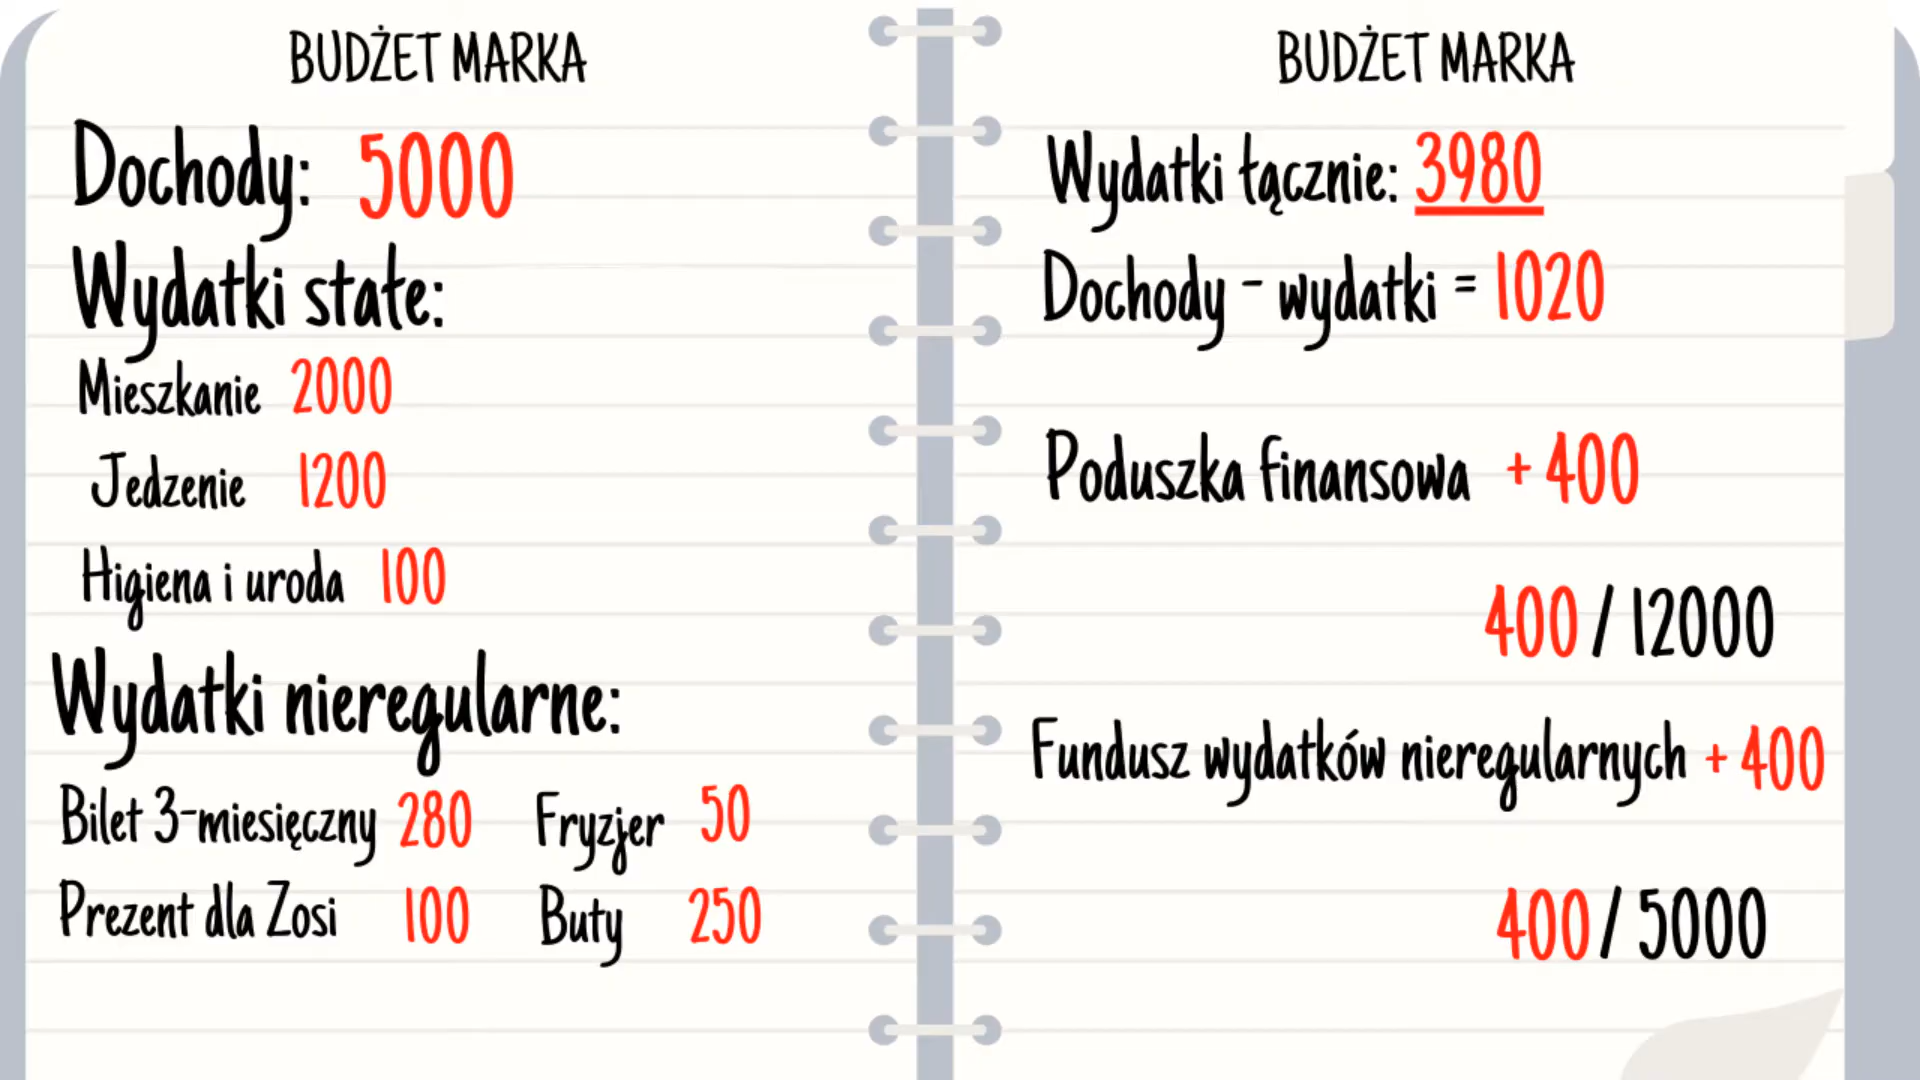 BUDŻET MARKA
Dochody: 5000
Wydatki stałe:
Mieszkanie 2000
Jedzenie 1200
Higiena i uroda 100
Wydatki nieregularne:
Bilet 3-miesięczny 280 Fryzjer 50
Prezent dla Zosi 100 Buty 250
BUDŻET MARKA
Wydatki łącznie: 3980
Dochody - wydatki = 1020
Poduszka finansowa + 400
400 / 12000
Fundusz wydatków nieregularnych + 400
400 / 5000